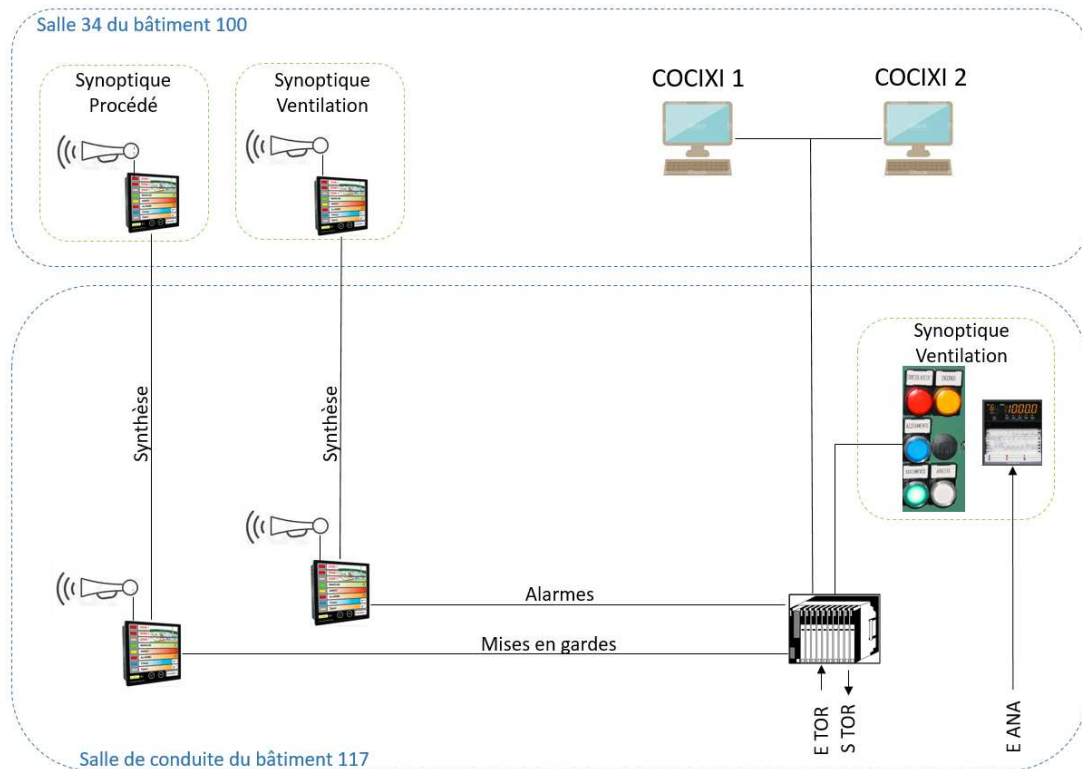 Salle 34 du bâtiment 100
Synoptique
Procédé
Synoptique
Ventilation
COCIXI 1
COCIXI 2
Synthèse
Synthèse
Synoptique
Ventilation
10000
Alarmes
Mises en gardes
E TOR
S TOR
E ANA
Salle de conduite du bâtiment 117